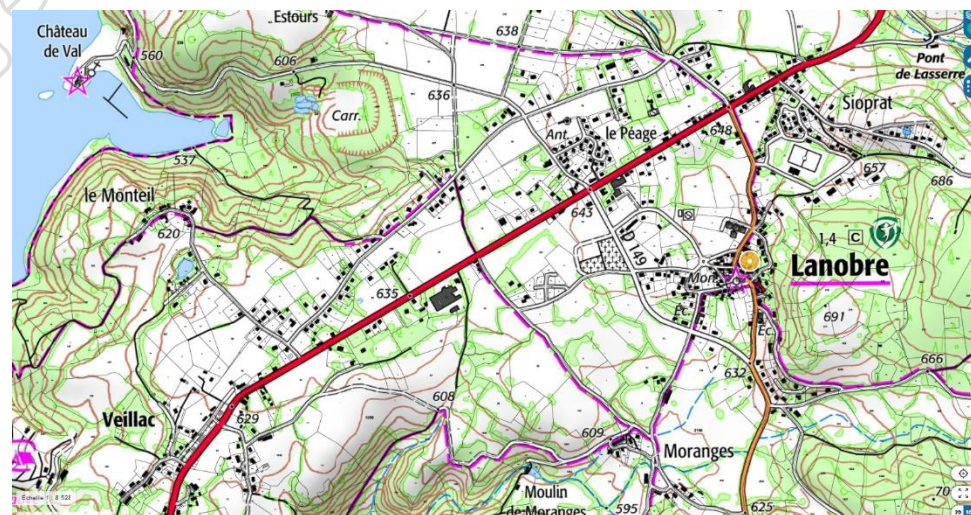 Estours
638
Château
de Val
560
606
Pont
de Lasserre
636
Carr.
Ant.
le Péage
648
Sioprat
537
657
686
le Monteil
643
620
D 149
1,4 C
Lanobre
Mon
635
Éc.
Éc.
691
632
666
608
629
Veillac
609
Moranges
Moulin
de Moranges
595
625
70